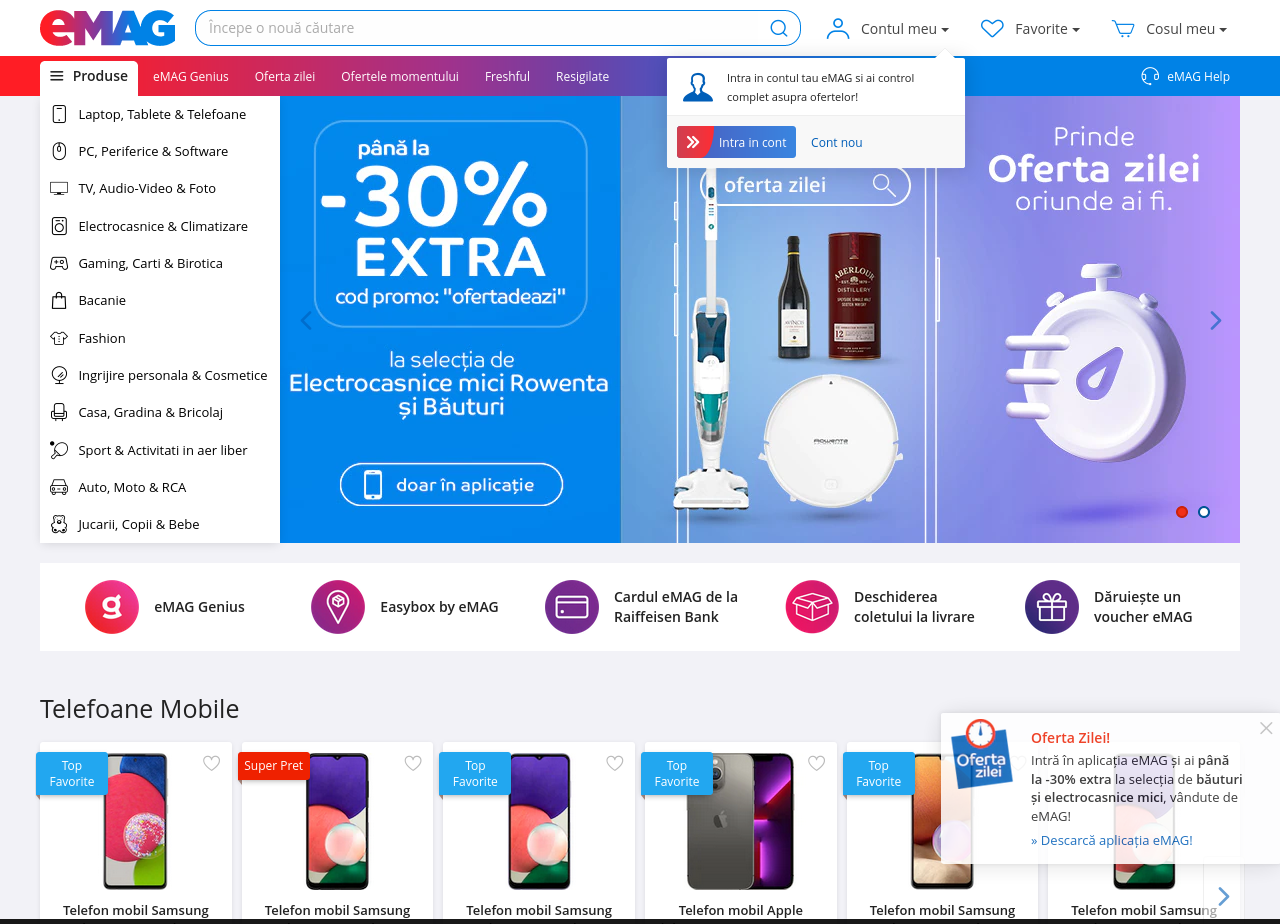 eMAG
Începe o nouă căutare
Contul meu
Favorite
Cosul meu
Produse
eMAG Genius
Oferta zilei
Ofertele momentului
Freshful
Resigilate
eMAG Help
Intra in contul tau eMAG si ai control
complet asupra ofertelor!
Intra in cont
Cont nou
Laptop, Tablete & Telefoane
PC, Periferice & Software
TV, Audio-Video & Foto
Electrocasnice & Climatizare
Gaming, Carti & Birotica
Bacanie
Fashion
Ingrijire personala & Cosmetice
Casa, Gradina & Bricolaj
Sport & Activitati in aer liber
Auto, Moto & RCA
Jucarii, Copii & Bebe
până la
-30%
EXTRA
cod promo: "ofertadeazi"
la selecția de
Electrocasnice mici Rowenta
și Băuturi
doar în aplicație
oferta zilei
ABERLOUR
DISTILLERY
12
ROWENTA
Prinde
Oferta zilei
oriunde ai fi.
eMAG Genius
Easybox by eMAG
Cardul eMAG de la
Raiffeisen Bank
Deschiderea
coletului la livrare
Dăruiește un
voucher eMAG
Telefoane Mobile
Top
Favorite
Super Pret
Top
Favorite
Top
Favorite
Top
Favorite
Telefon mobil Samsung
Telefon mobil Samsung
Telefon mobil Samsung
Telefon mobil Apple
Telefon mobil Samsung
Telefon mobil Samsung
Oferta
zilei
Oferta Zilei!
Intră în aplicația eMAG și ai până
la -30% extra la selecția de băuturi
și electrocasnice mici, vândute de
eMAG!
» Descarcă aplicația eMAG!